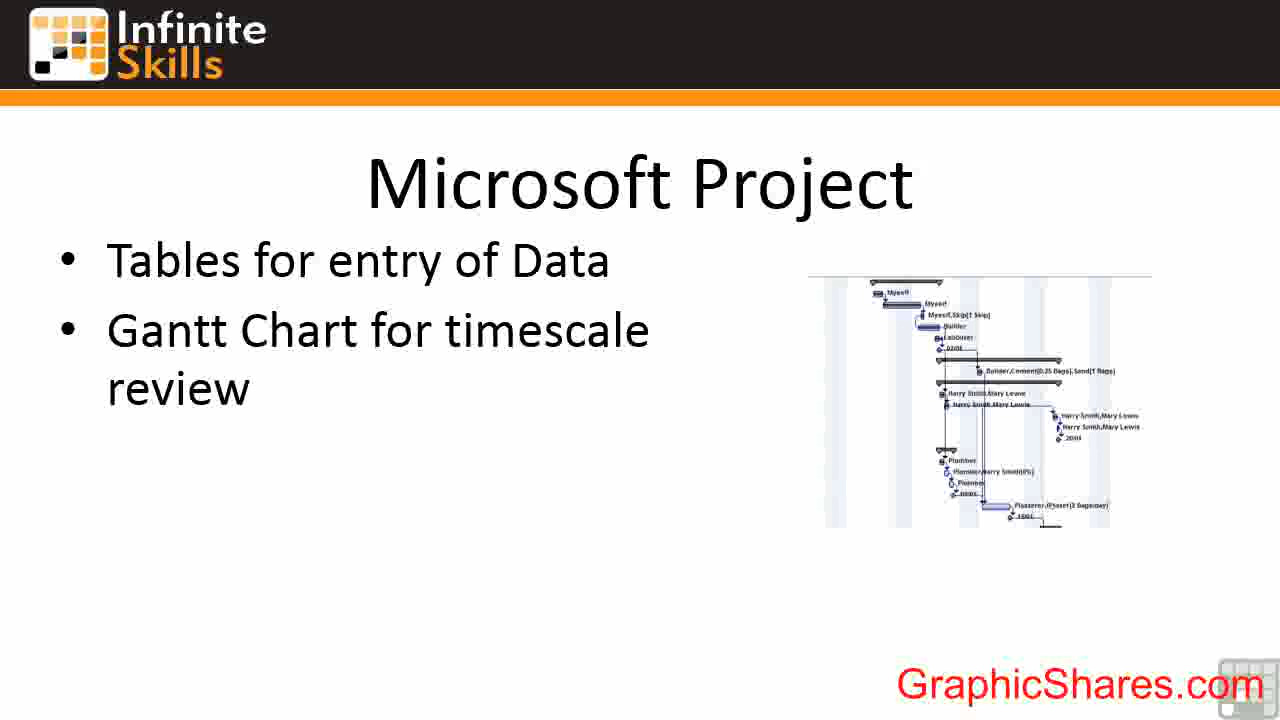 Infinite
Skills
Microsoft Project
• Tables for entry of Data
• Gantt Chart for timescale
review
Myself
Myself
Myself,Skip[1 Skip]
Builder
Labourer
Builder,Cement[0.25 Bags],Sand[1 Bags]
Harry Smith,Mary Lewis
Harry Smith,Mary Lewis
Harry Smith,Mary Lewis
Harry Smith,Mary Lewis
20/01
Plumber
Plumber
GraphicShares.com